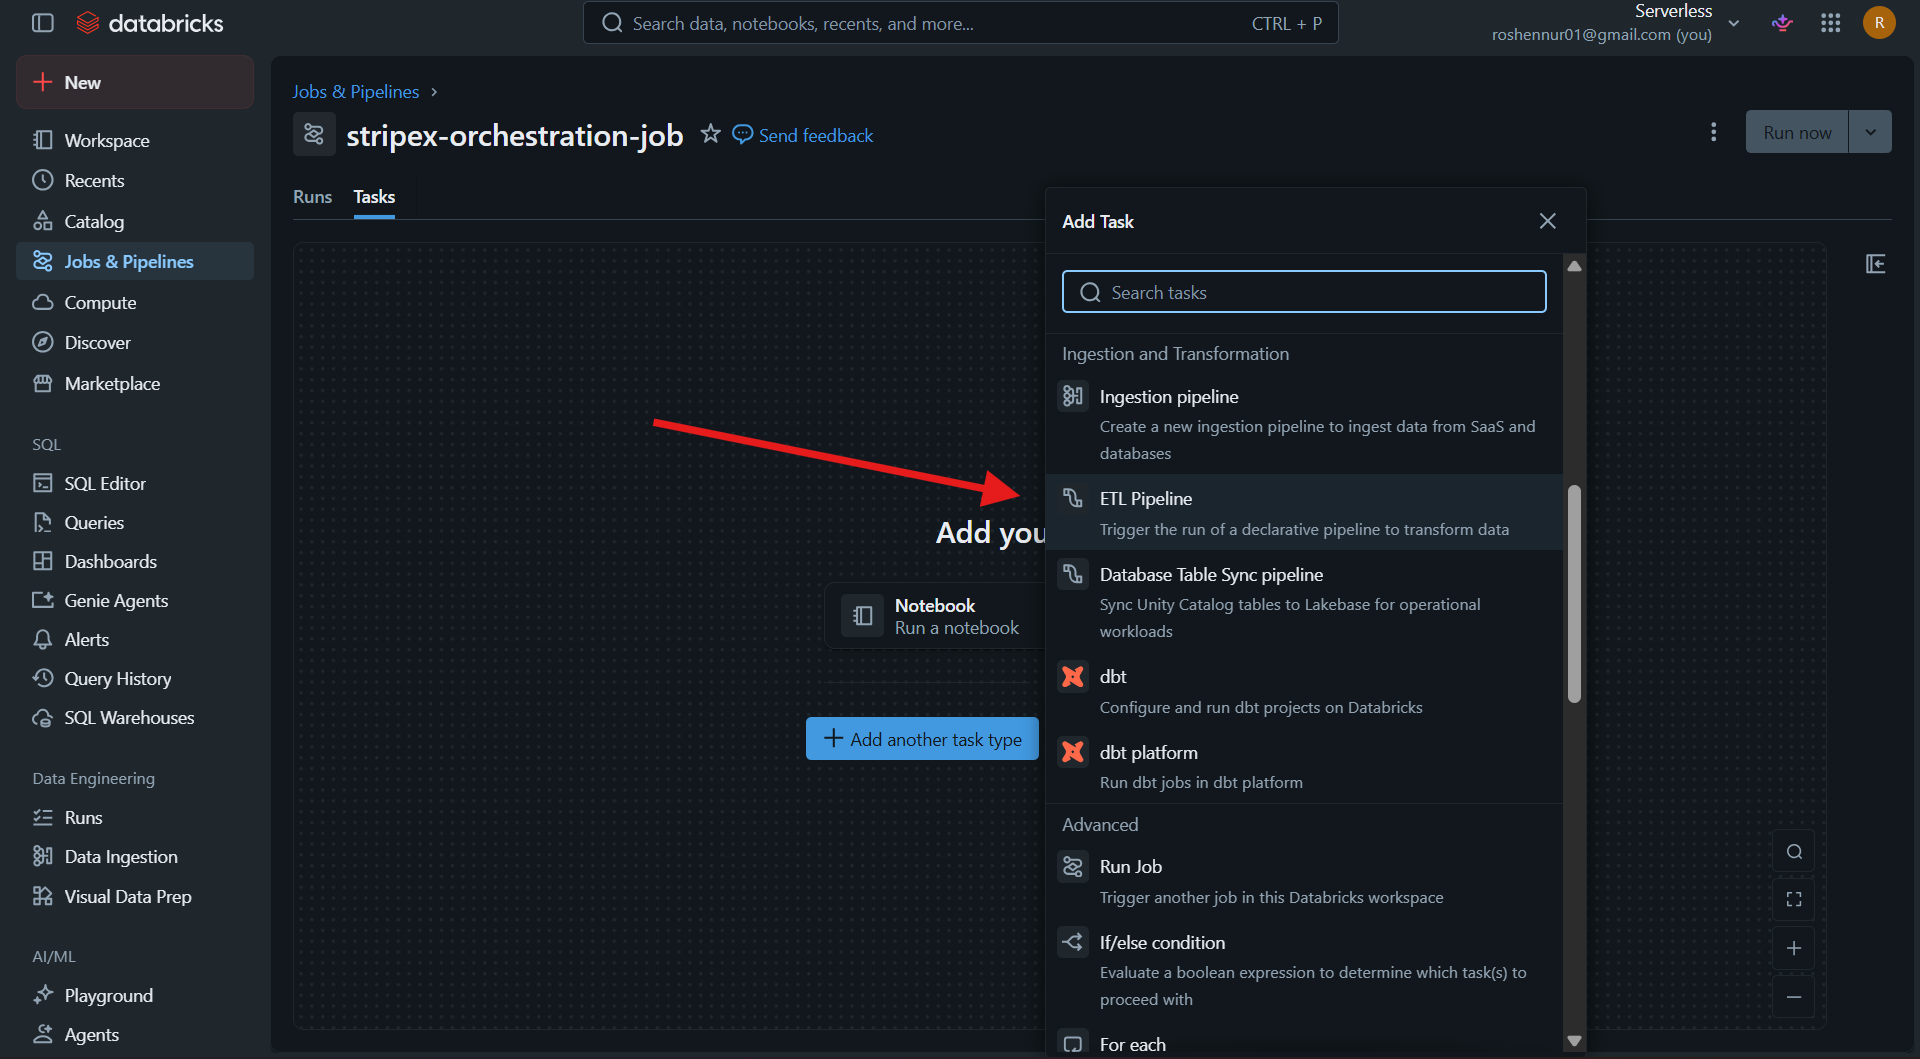 databricks
Search data, notebooks, recents, and more...
CTRL + P
Serverless
roshennur01@gmail.com (you)
R
New
Workspace
Recents
Catalog
Jobs & Pipelines
Compute
Discover
Marketplace
SQL
SQL Editor
Queries
Dashboards
Genie Agents
Alerts
Query History
SQL Warehouses
Data Engineering
Runs
Data Ingestion
Visual Data Prep
AI/ML
Playground
Agents
Jobs & Pipelines
stripex-orchestration-job
Send feedback
Run now
Runs
Tasks
Add you
Notebook
Run a notebook
Add another task type
Add Task
Search tasks
Ingestion and Transformation
Ingestion pipeline
Create a new ingestion pipeline to ingest data from SaaS and
databases
ETL Pipeline
Trigger the run of a declarative pipeline to transform data
Database Table Sync pipeline
Sync Unity Catalog tables to Lakebase for operational
workloads
dbt
Configure and run dbt projects on Databricks
dbt platform
Run dbt jobs in dbt platform
Advanced
Run Job
Trigger another job in this Databricks workspace
If/else condition
Evaluate a boolean expression to determine which task(s) to
proceed with
For each